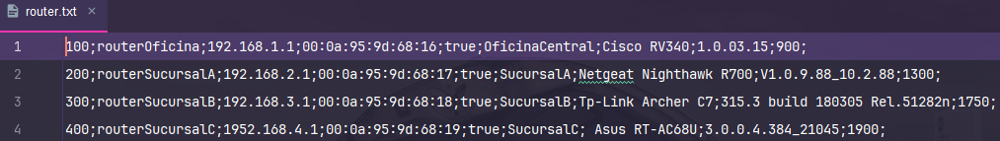 router.txt
1 100;routerOficina;192.168.1.1;00:0a:95:9d:68:16;true;OficinaCentral;Cisco RV340;1.0.03.15;900;
2 200;routerSucursalA;192.168.2.1;00:0a:95:9d:68:17;true;SucursalA;Netgeat Nighthawk R700;V1.0.9.88_10.2.88;1300;
3 300;routerSucursalB;192.168.3.1;00:0a:95:9d:68:18;true;SucursalB;Tp-Link Archer C7;315.3 build 180305 Rel.51282n;1750;
4 400;routerSucursalC;1952.168.4.1;00:0a:95:9d:68:19;true;SucursalC; Asus RT-AC68U;3.0.0.4.384_21045;1900;